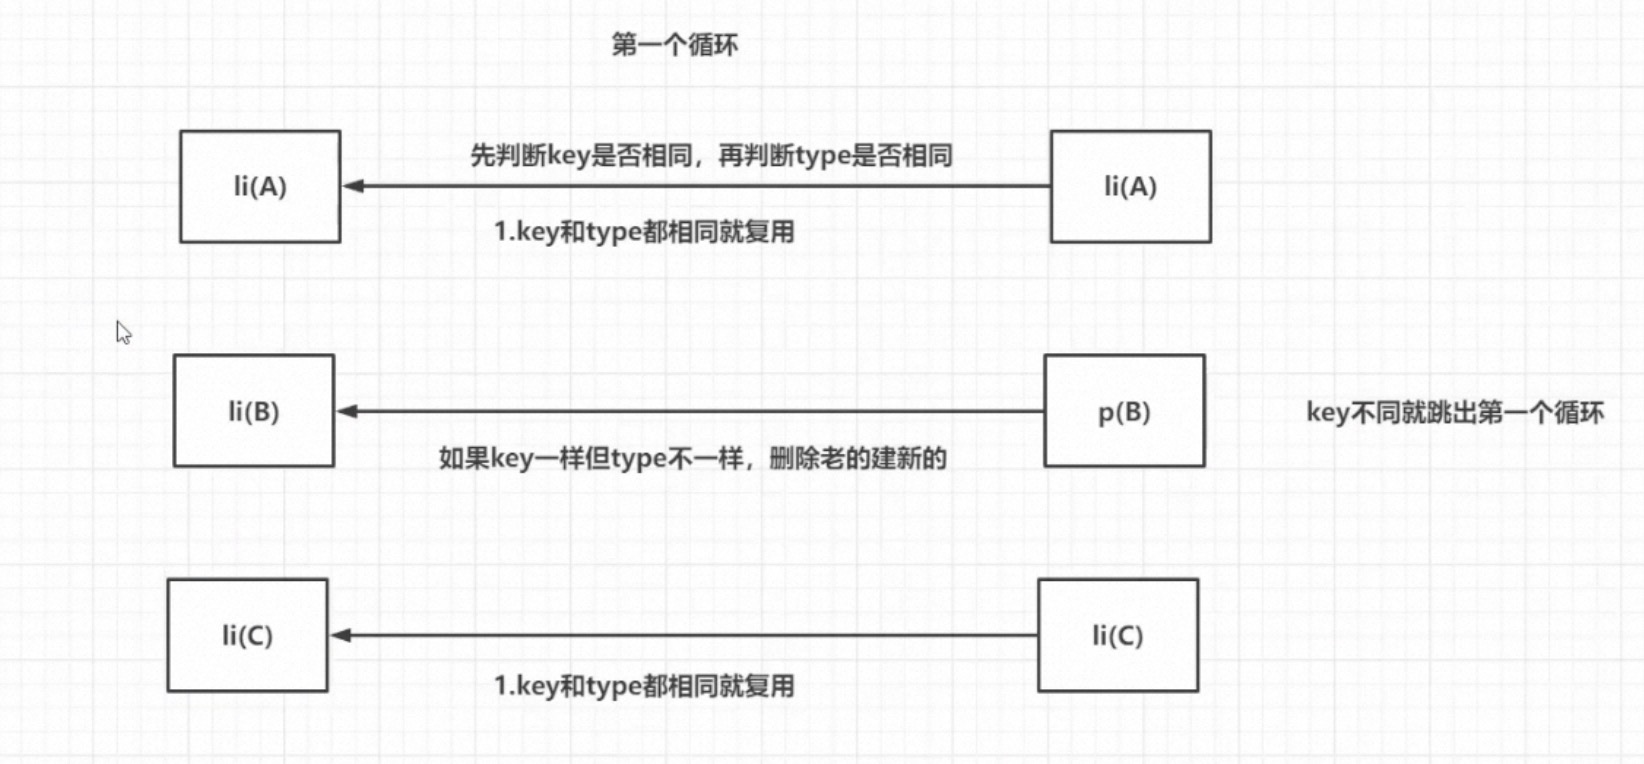 第一个循环
先判断key是否相同，再判断type是否相同
li(A)
li(A)
1.key和type都相同就复用
li(B)
p(B)
key不同就跳出第一个循环
如果key一样但type不一样，删除老的建新的
li(C)
li(C)
1.key和type都相同就复用